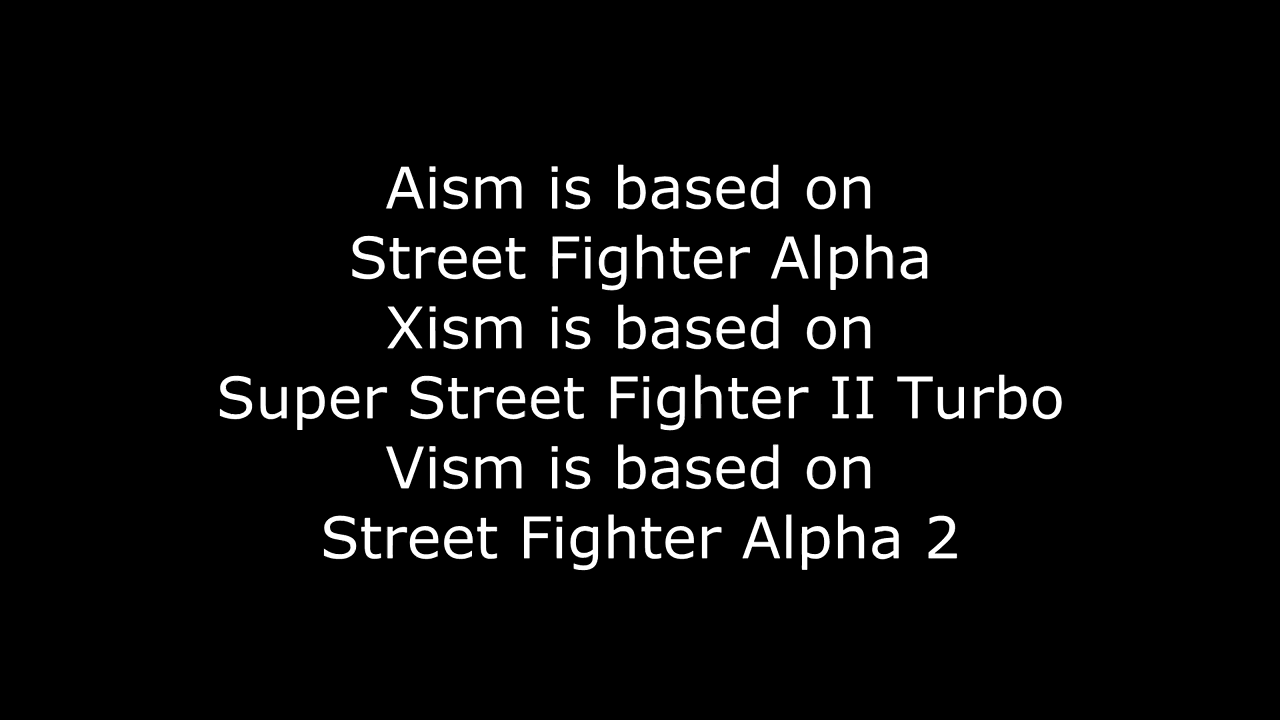 Aism is based on
Street Fighter Alpha
Xism is based on
Super Street Fighter II Turbo
Vism is based on
Street Fighter Alpha 2